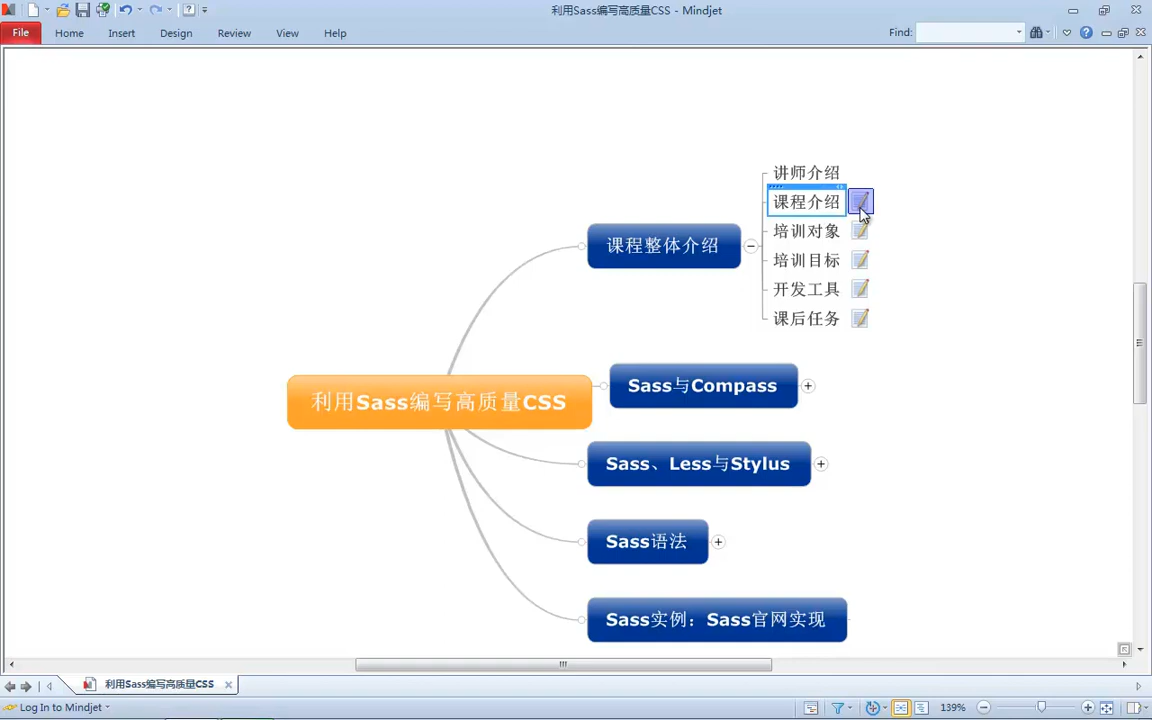 利用Sass编写高质量CSS - Mindjet
File Home Insert Design Review View Help Find:
讲师介绍
课程介绍
课程整体介绍
培训对象
培训目标
开发工具
课后任务
Sass与Compass
利用Sass编写高质量CSS
Sass、Less与Stylus
Sass语法
Sass实例：Sass官网实现
利用Sass编写高质量CSS
Log In to Mindjet 139%